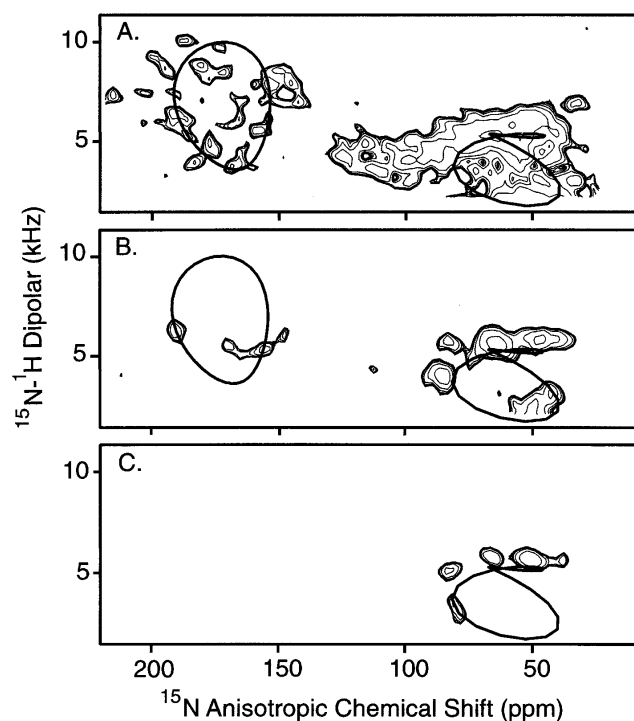 A.
10
5
B.
10
5
C.
10
5
¹⁵N-¹H Dipolar (kHz)
200 150 100 50
¹⁵N Anisotropic Chemical Shift (ppm)